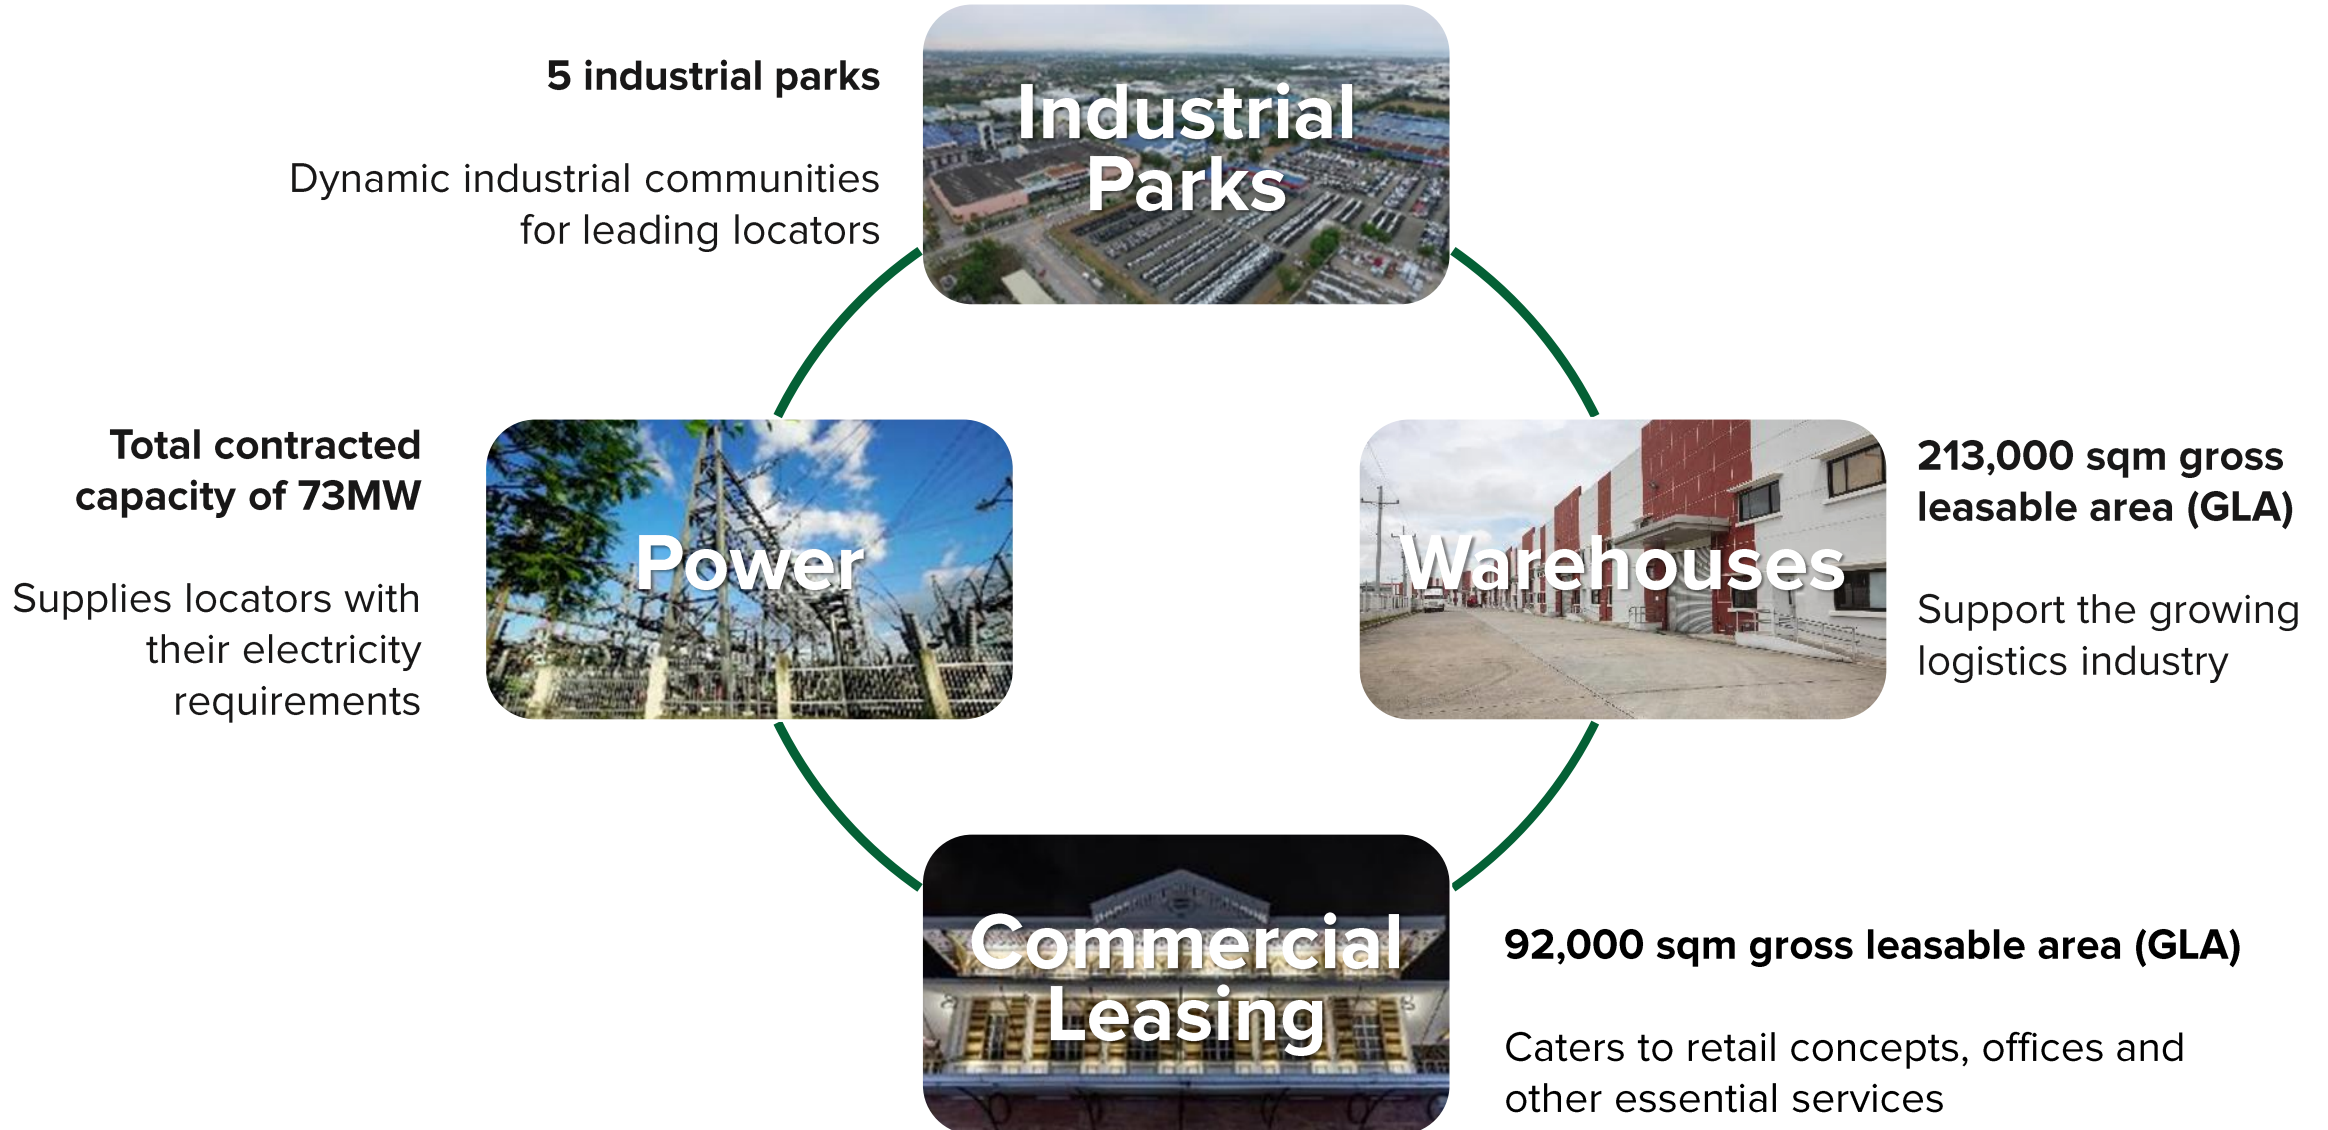 5 industrial parks
Dynamic industrial communities
for leading locators
Industrial
Parks
Total contracted
capacity of 73MW
Supplies locators with
their electricity
requirements
Power
Warehouses
213,000 sqm gross
leasable area (GLA)
Support the growing
logistics industry
Commercial
Leasing
92,000 sqm gross leasable area (GLA)
Caters to retail concepts, offices and
other essential services